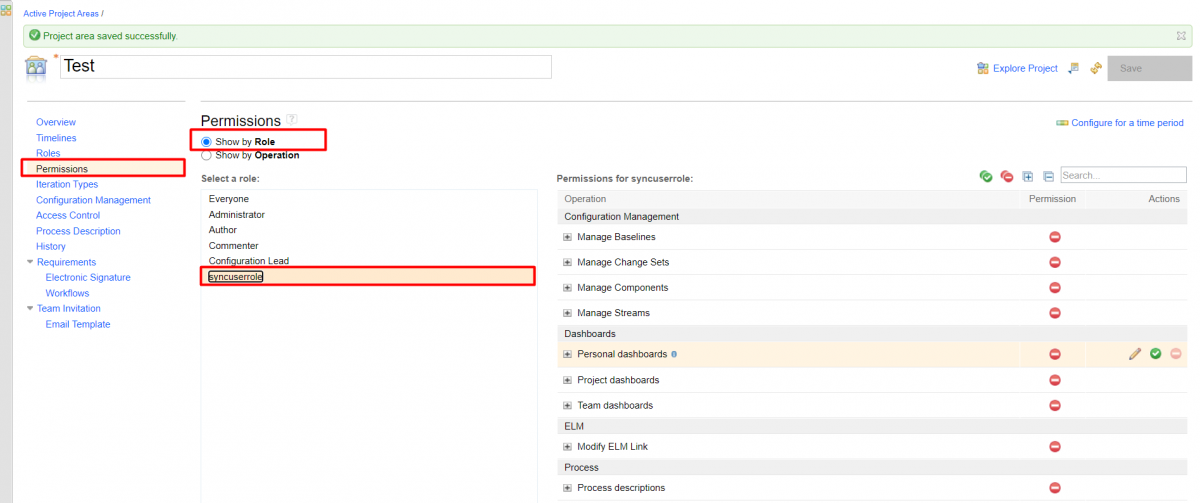 Active Project Areas /
Project area saved successfully.
* Test
Explore Project
Save
Overview
Timelines
Roles
Permissions
Iteration Types
Configuration Management
Access Control
Process Description
History
Requirements
Electronic Signature
Workflows
Team Invitation
Email Template
Permissions ?
Configure for a time period
Show by Role
Show by Operation
Select a role:
Everyone
Administrator
Author
Commenter
Configuration Lead
syncuserrole
Permissions for syncuserrole:
Search...
Operation Permission Actions
Configuration Management
Manage Baselines
Manage Change Sets
Manage Components
Manage Streams
Dashboards
Personal dashboards
Project dashboards
Team dashboards
ELM
Modify ELM Link
Process
Process descriptions